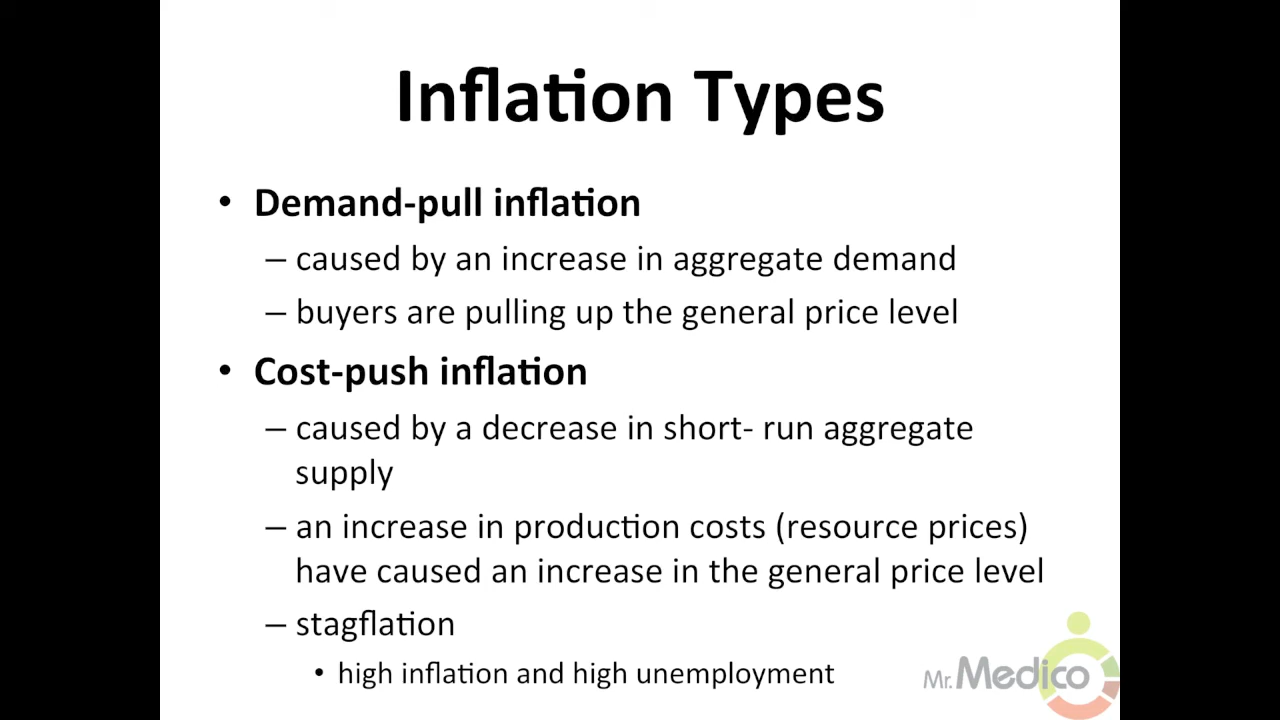 Inflation Types
• Demand-pull inflation
– caused by an increase in aggregate demand
– buyers are pulling up the general price level
• Cost-push inflation
– caused by a decrease in short- run aggregate
supply
– an increase in production costs (resource prices)
have caused an increase in the general price level
– stagflation
• high inflation and high unemployment
Mr. Medico